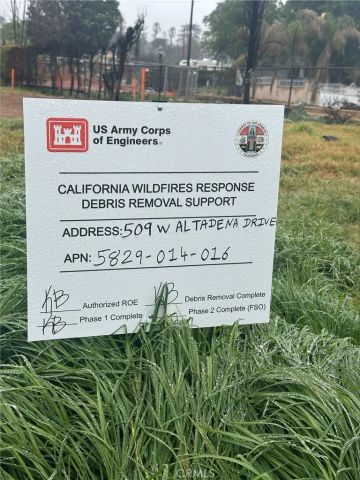 US Army Corps
of Engineers®
CALIFORNIA WILDFIRES RESPONSE
DEBRIS REMOVAL SUPPORT
ADDRESS: 509 W ALTADENA DRIVE
APN: 5829-014-016
KB Authorized ROE KB Debris Removal Complete
KB Phase 1 Complete Phase 2 Complete (FSO)
CRMLS